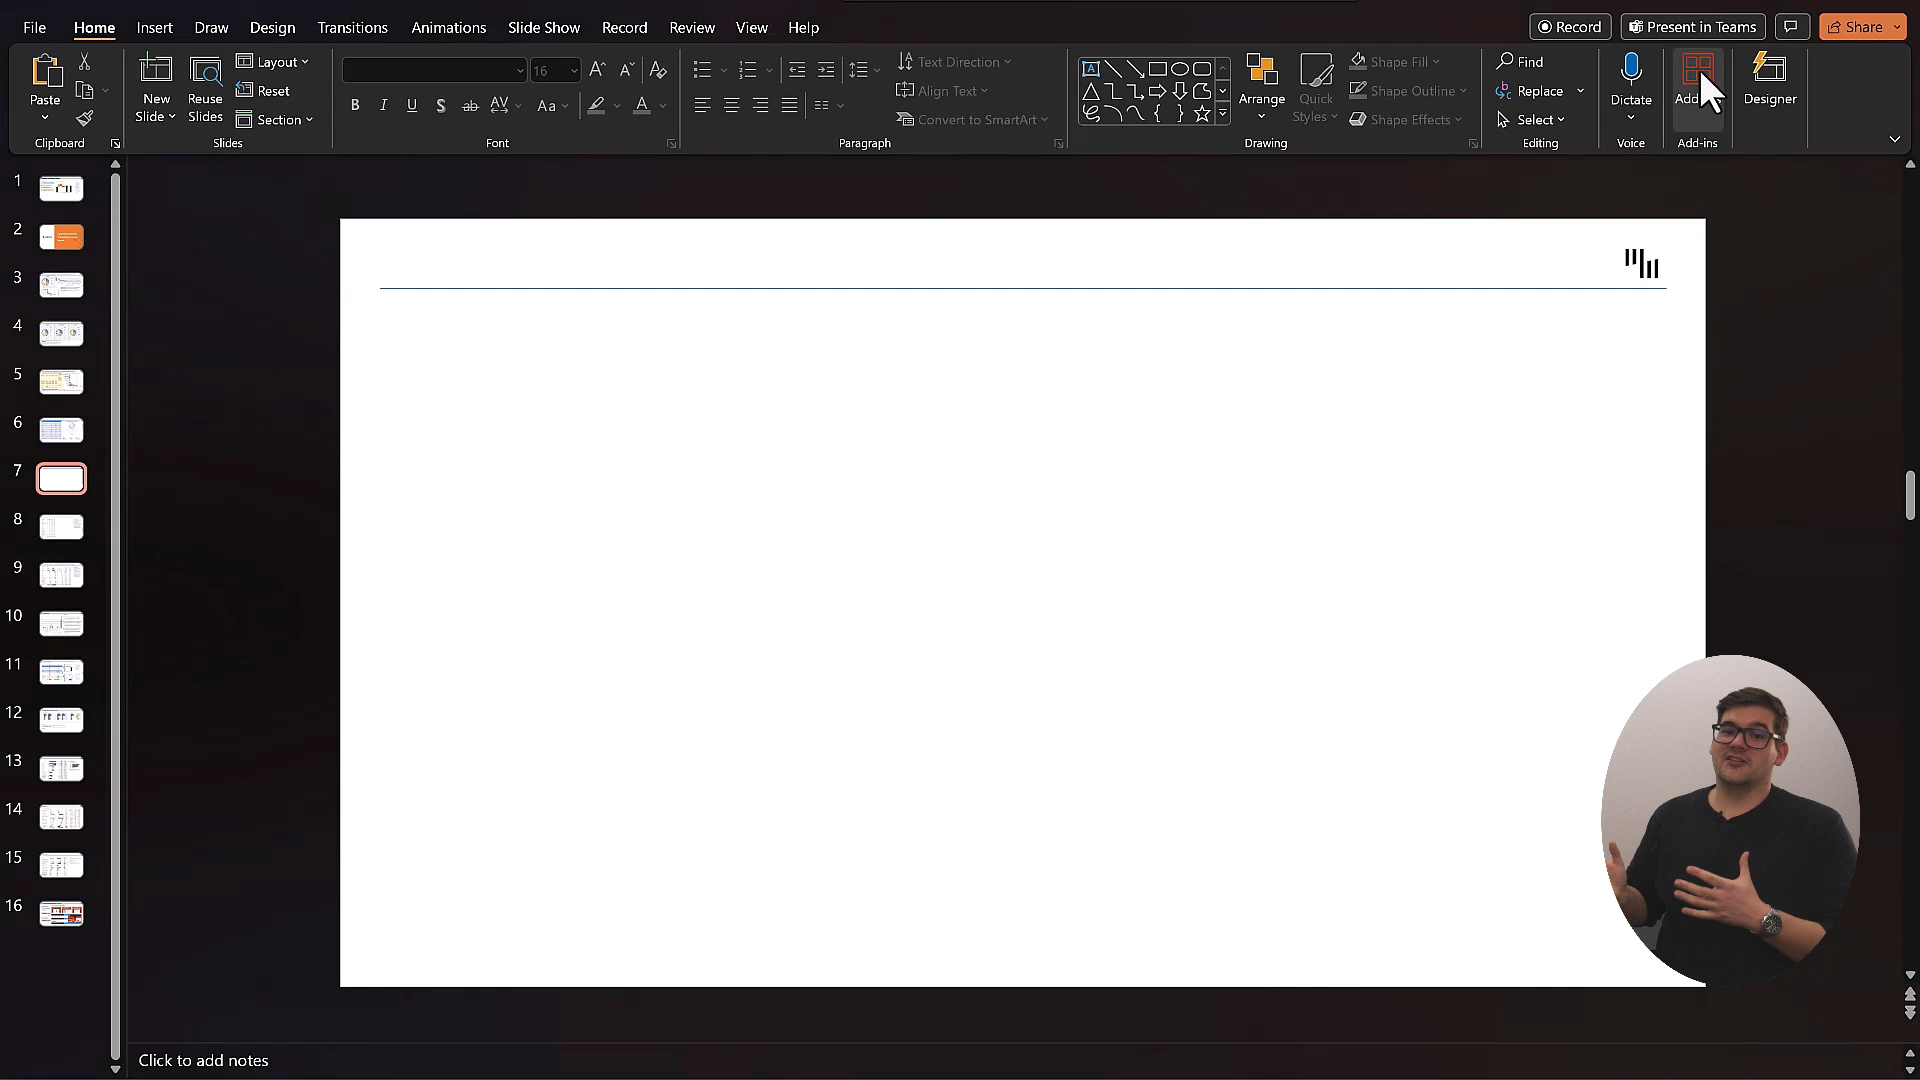 File Home Insert Draw Design Transitions Animations Slide Show Record Review View Help
Record Present in Teams Share
Paste
New Slide
Reuse Slides
Layout
Reset
Section
16
B I U S ab AV Aa A
Text Direction
Align Text
Convert to SmartArt
Arrange
Quick Styles
Shape Fill
Shape Outline
Shape Effects
Find
Replace
Select
Dictate
Designer
Clipboard Slides Font Paragraph Drawing Editing Voice Add-ins
1
2
3
4
5
6
7
8
9
10
11
12
13
14
15
16
Click to add notes